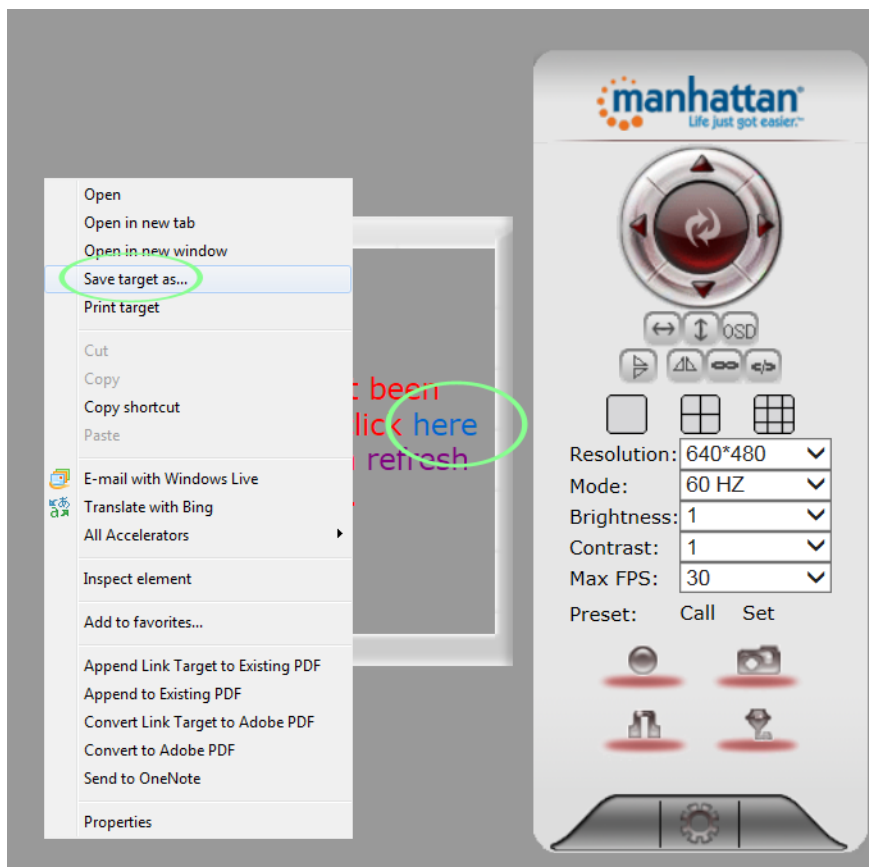 manhattan®
Life just got easier.™
Open
Open in new tab
Open in new window
Save target as...
Print target
Cut
Copy
Copy shortcut
Paste
E-mail with Windows Live
Translate with Bing
All Accelerators
Inspect element
Add to favorites...
Append Link Target to Existing PDF
Append to Existing PDF
Convert Link Target to Adobe PDF
Convert to Adobe PDF
Send to OneNote
Properties
been
here
refresh
OSD
Resolution: 640*480
Mode: 60 HZ
Brightness: 1
Contrast: 1
Max FPS: 30
Preset: Call Set